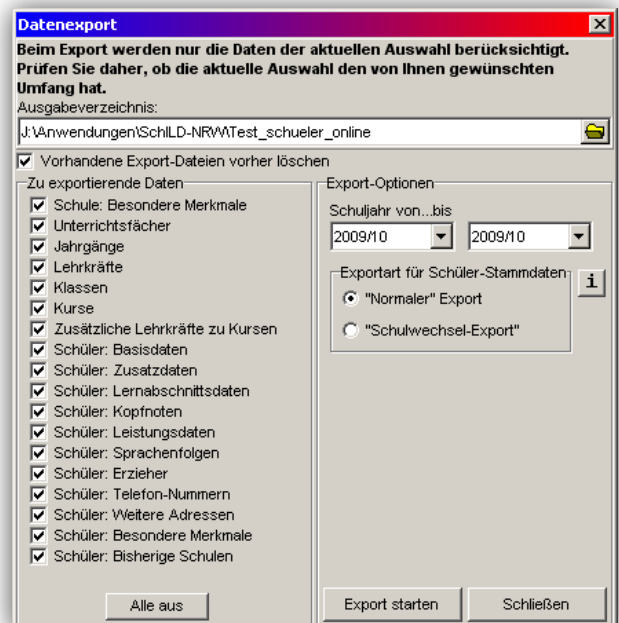 Datenexport
Beim Export werden nur die Daten der aktuellen Auswahl berücksichtigt.
Prüfen Sie daher, ob die aktuelle Auswahl den von Ihnen gewünschten
Umfang hat.
Ausgabeverzeichnis:
J:\Anwendungen\SchILD-NRW\Test_schueler_online
Vorhandene Export-Dateien vorher löschen
Zu exportierende Daten
Schule: Besondere Merkmale
Unterrichtsfächer
Jahrgänge
Lehrkräfte
Klassen
Kurse
Zusätzliche Lehrkräfte zu Kursen
Schüler: Basisdaten
Schüler: Zusatzdaten
Schüler: Lernabschnittsdaten
Schüler: Kopfnoten
Schüler: Leistungsdaten
Schüler: Sprachenfolgen
Schüler: Erzieher
Schüler: Telefon-Nummern
Schüler: Weitere Adressen
Schüler: Besondere Merkmale
Schüler: Bisherige Schulen
Alle aus
Export-Optionen
Schuljahr von...bis
2009/10 2009/10
Exportart für Schüler-Stammdaten
i
"Normaler" Export
"Schulwechsel-Export"
Export starten Schließen